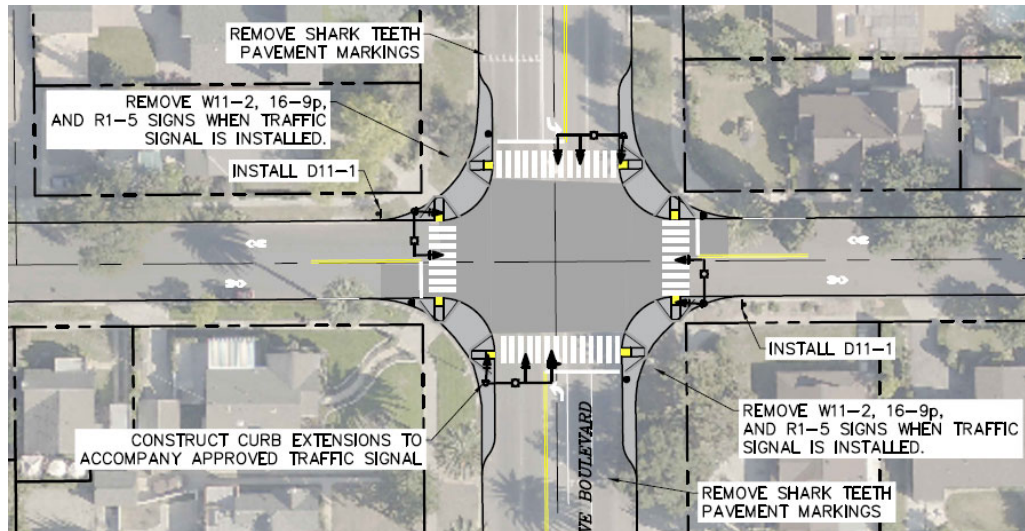 REMOVE SHARK TEETH
PAVEMENT MARKINGS
REMOVE W11-2, 16-9p,
AND R1-5 SIGNS WHEN TRAFFIC
SIGNAL IS INSTALLED.
INSTALL D11-1
INSTALL D11-1
CONSTRUCT CURB EXTENSIONS TO
ACCOMPANY APPROVED TRAFFIC SIGNAL
REMOVE W11-2, 16-9p,
AND R1-5 SIGNS WHEN TRAFFIC
SIGNAL IS INSTALLED.
VE BOULEVARD
REMOVE SHARK TEETH
PAVEMENT MARKINGS